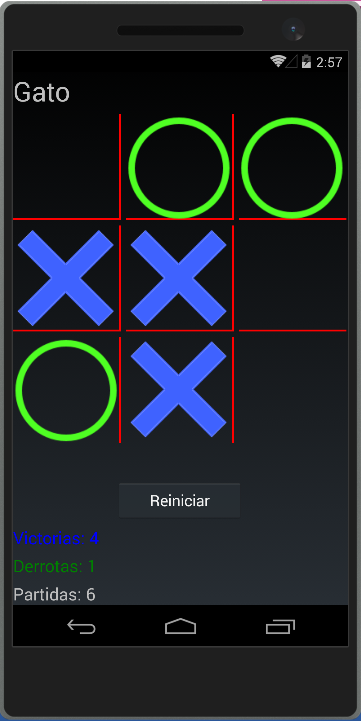 2:57
Gato
Reiniciar
Victorias: 4
Derrotas: 1
Partidas: 6